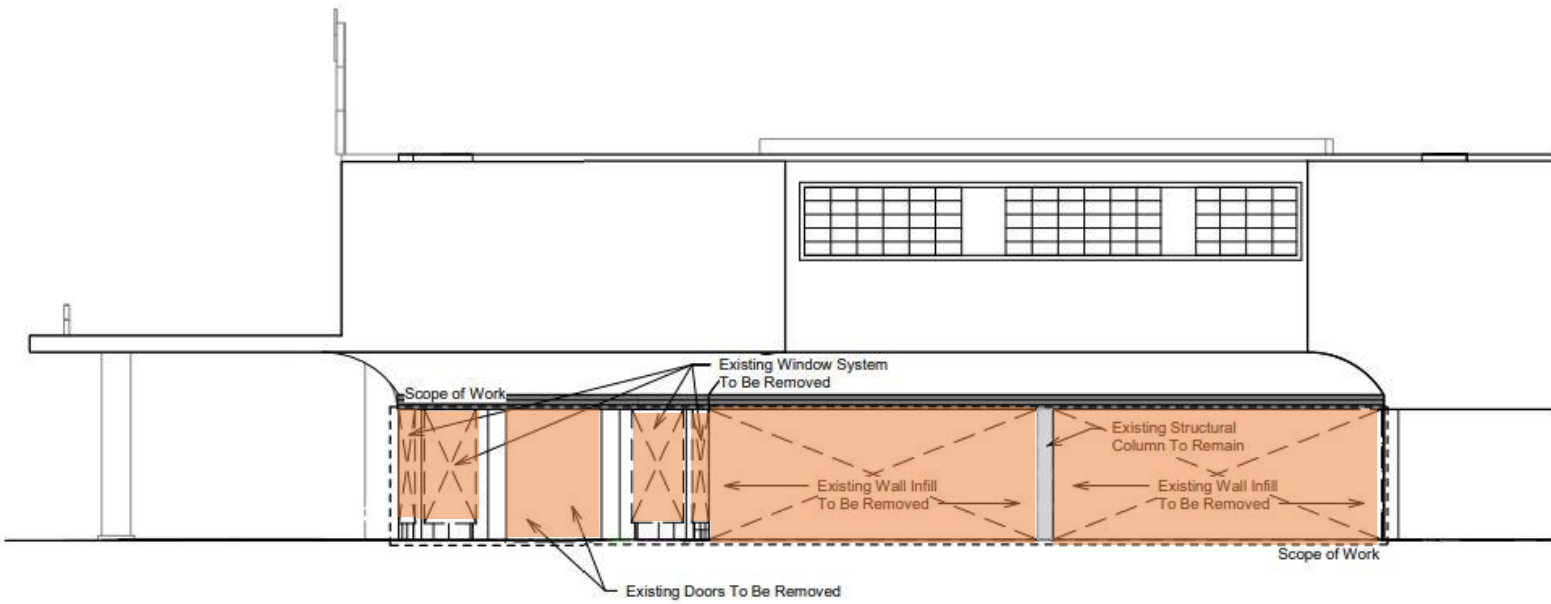 Existing Window System
To Be Removed
Scope of Work
Existing Structural
Column To Remain
Existing Wall Infill
To Be Removed
Existing Wall Infill
To Be Removed
Scope of Work
Existing Doors To Be Removed